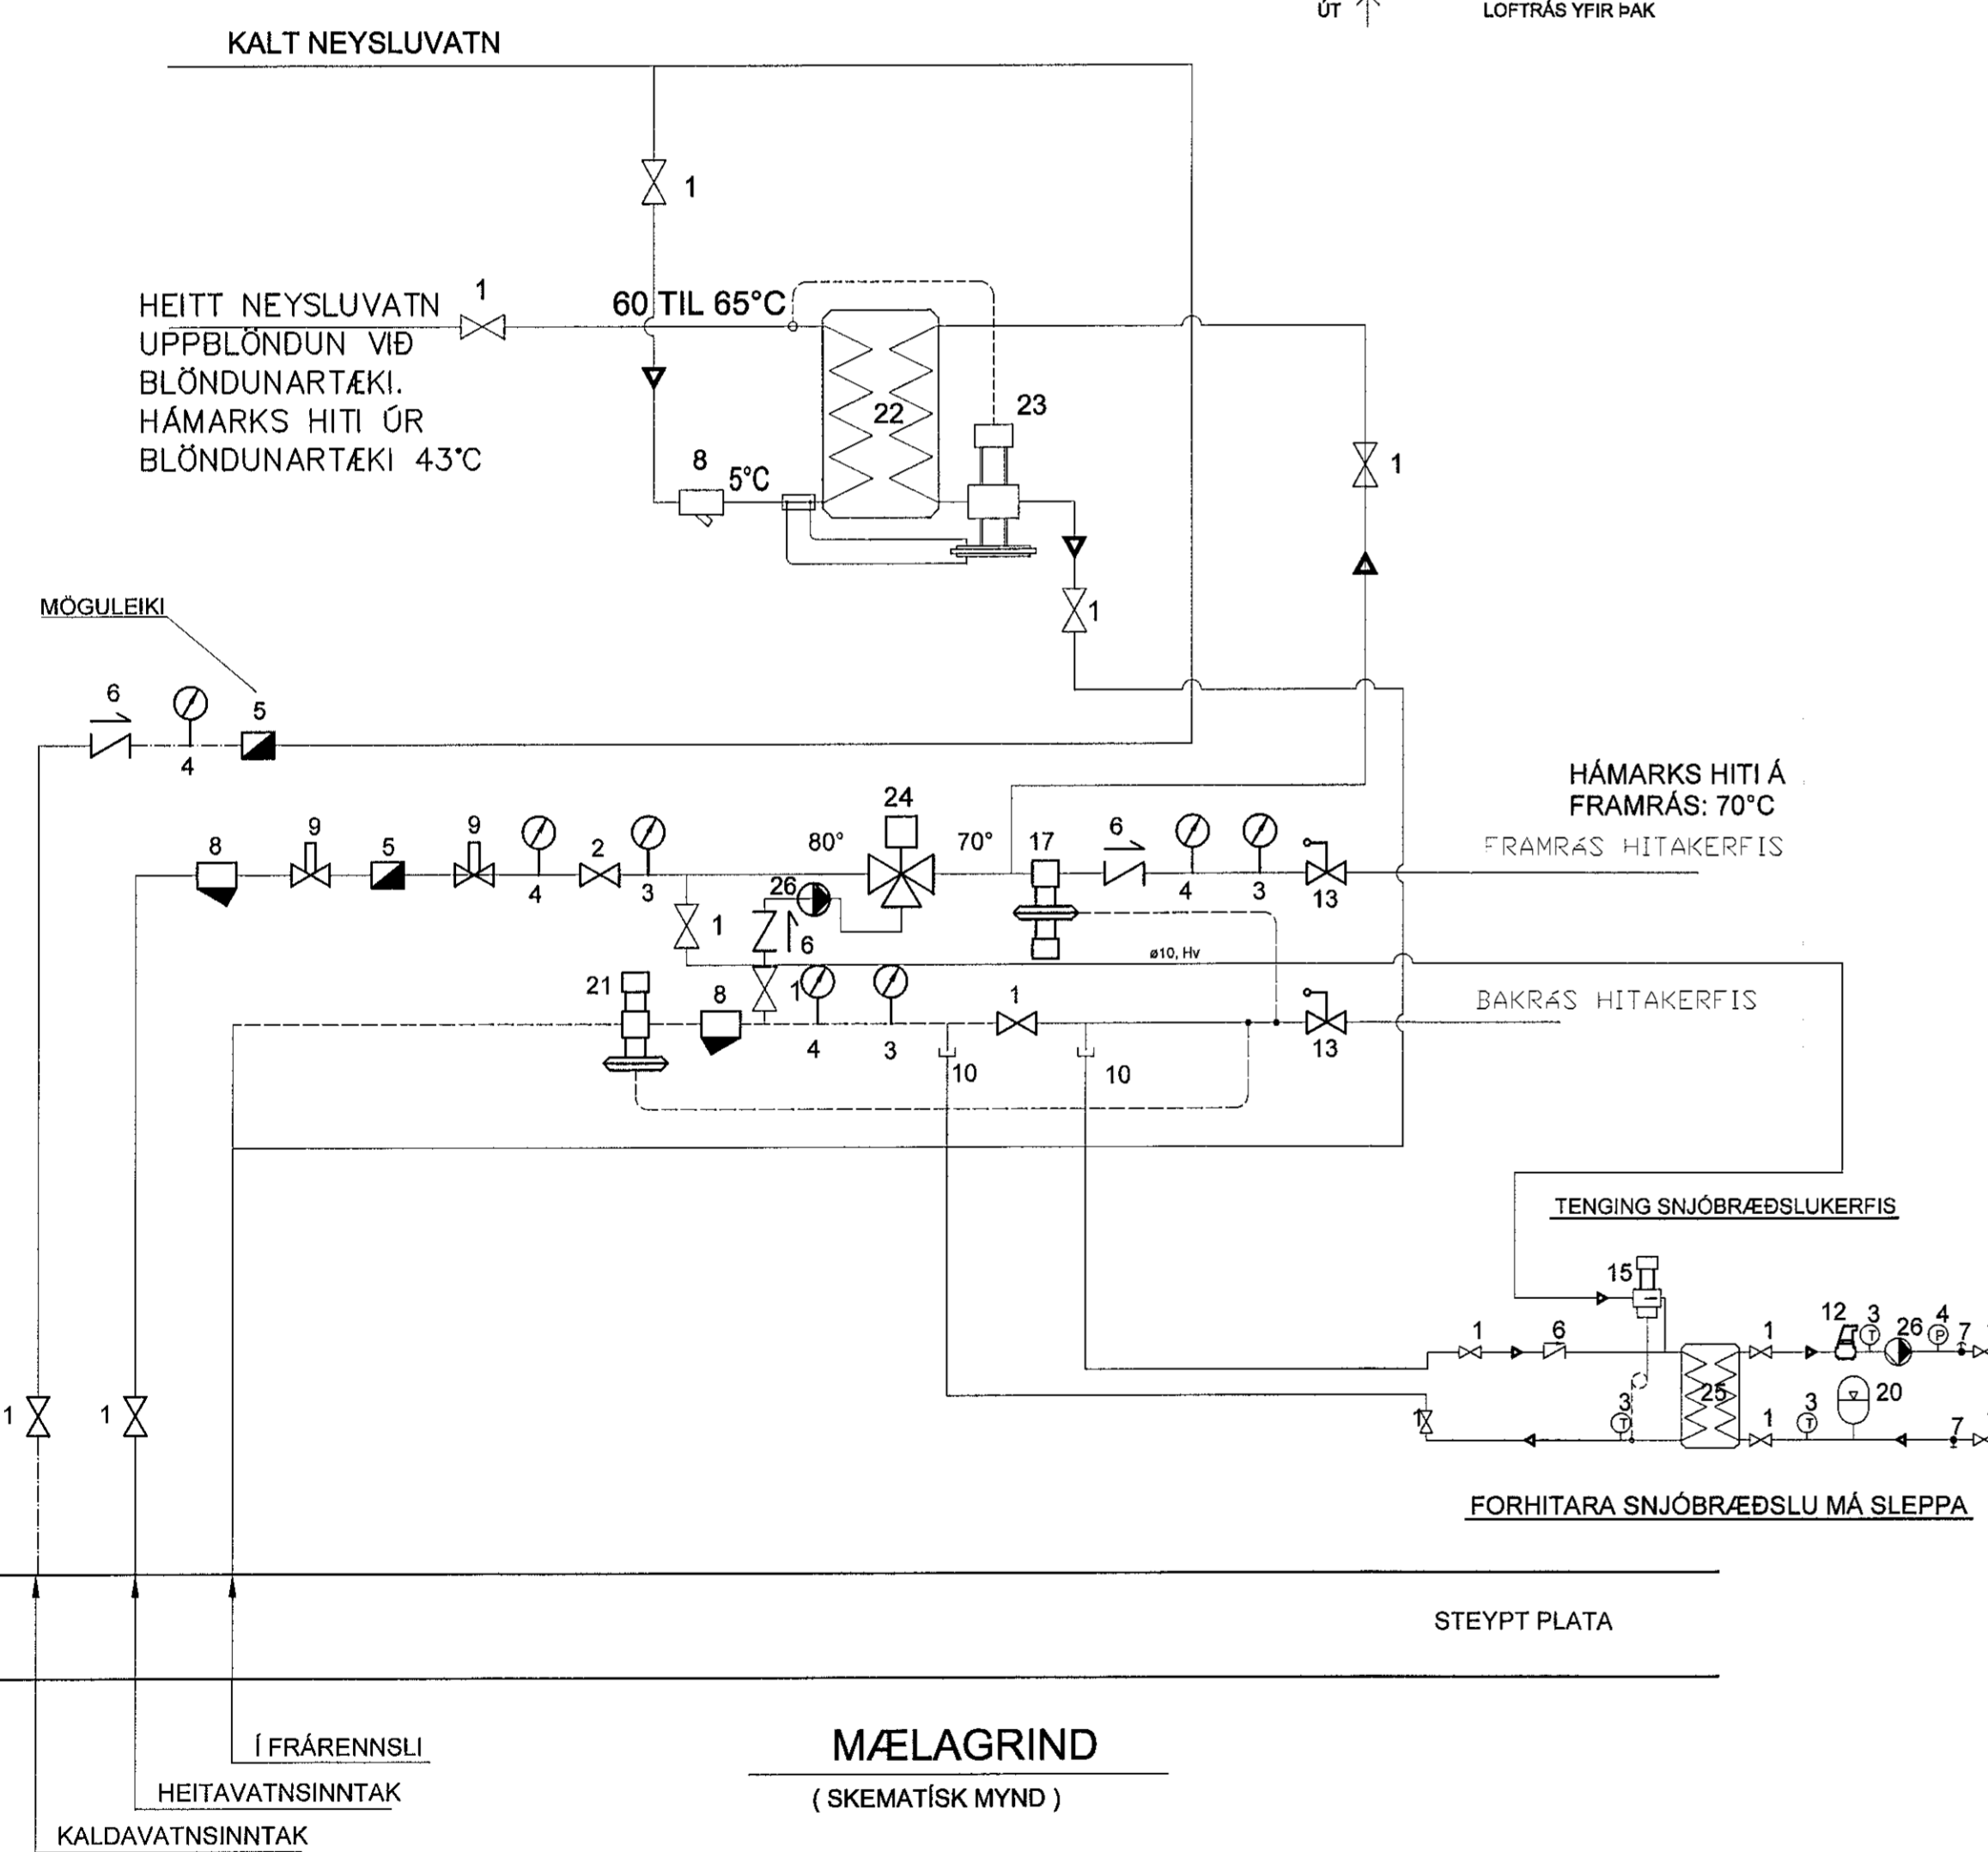 ÚT
LOFTRÁS YFIR ÞAK
KALT NEYSLUVATN
1
HEITT NEYSLUVATN
UPPBLÖNDUN VIÐ
BLÖNDUNARTÆKI.
HÁMARKS HITI ÚR
BLÖNDUNARTÆKI 43°C
1
60 TIL 65°C
22
23
8
5°C
1
1
MÖGULEIKI
6
4
5
HÁMARKS HITI Á
FRAMRÁS: 70°C
FRAMRáS HITAKERFIS
8
9
5
9
4
2
3
80°
24
70°
17
6
4
3
13
26
1
6
ø10, Hv
21
8
1
4
3
1
13
BAKRáS HITAKERFIS
10
10
TENGING SNJÓBRÆÐSLUKERFIS
15
1
6
1
12
3
T
26
4
P
7
25
1
3
T
1
3
T
20
7
1
1
FORHITARA SNJÓBRÆÐSLU MÁ SLEPPA
STEYPT PLATA
Í FRÁRENNSLI
HEITAVATNSINNTAK
KALDAVATNSINNTAK
MÆLAGRIND
( SKEMATÍSK MYND )